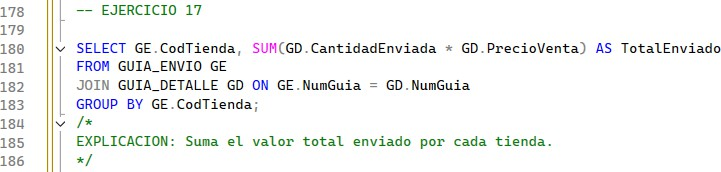 178 -- EJERCICIO 17
179
180 SELECT GE.CodTienda, SUM(GD.CantidadEnviada * GD.PrecioVenta) AS TotalEnviado
181 FROM GUIA_ENVIO GE
182 JOIN GUIA_DETALLE GD ON GE.NumGuia = GD.NumGuia
183 GROUP BY GE.CodTienda;
184 /*
185 EXPLICACION: Suma el valor total enviado por cada tienda.
186 */